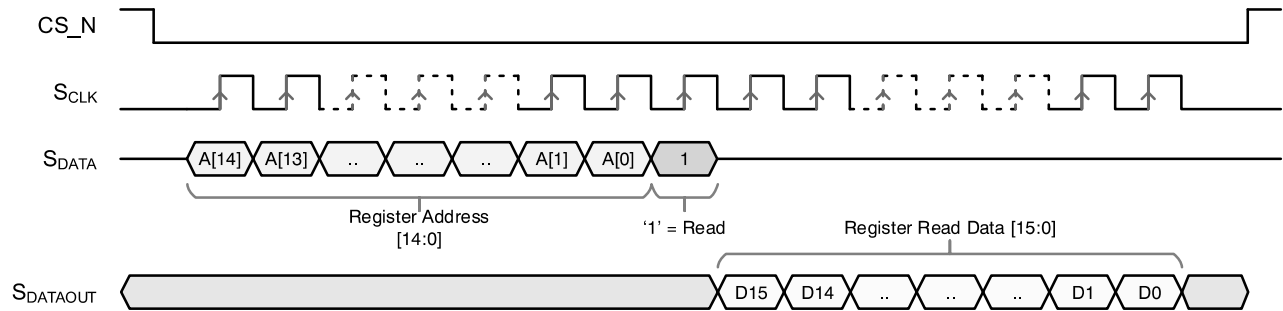 CS_N
SCLK
SDATA A[14] A[13] .. .. .. A[1] A[0] 1
Register Address
[14:0]
‘1’ = Read
Register Read Data [15:0]
SDATAOUT D15 D14 .. .. .. D1 D0